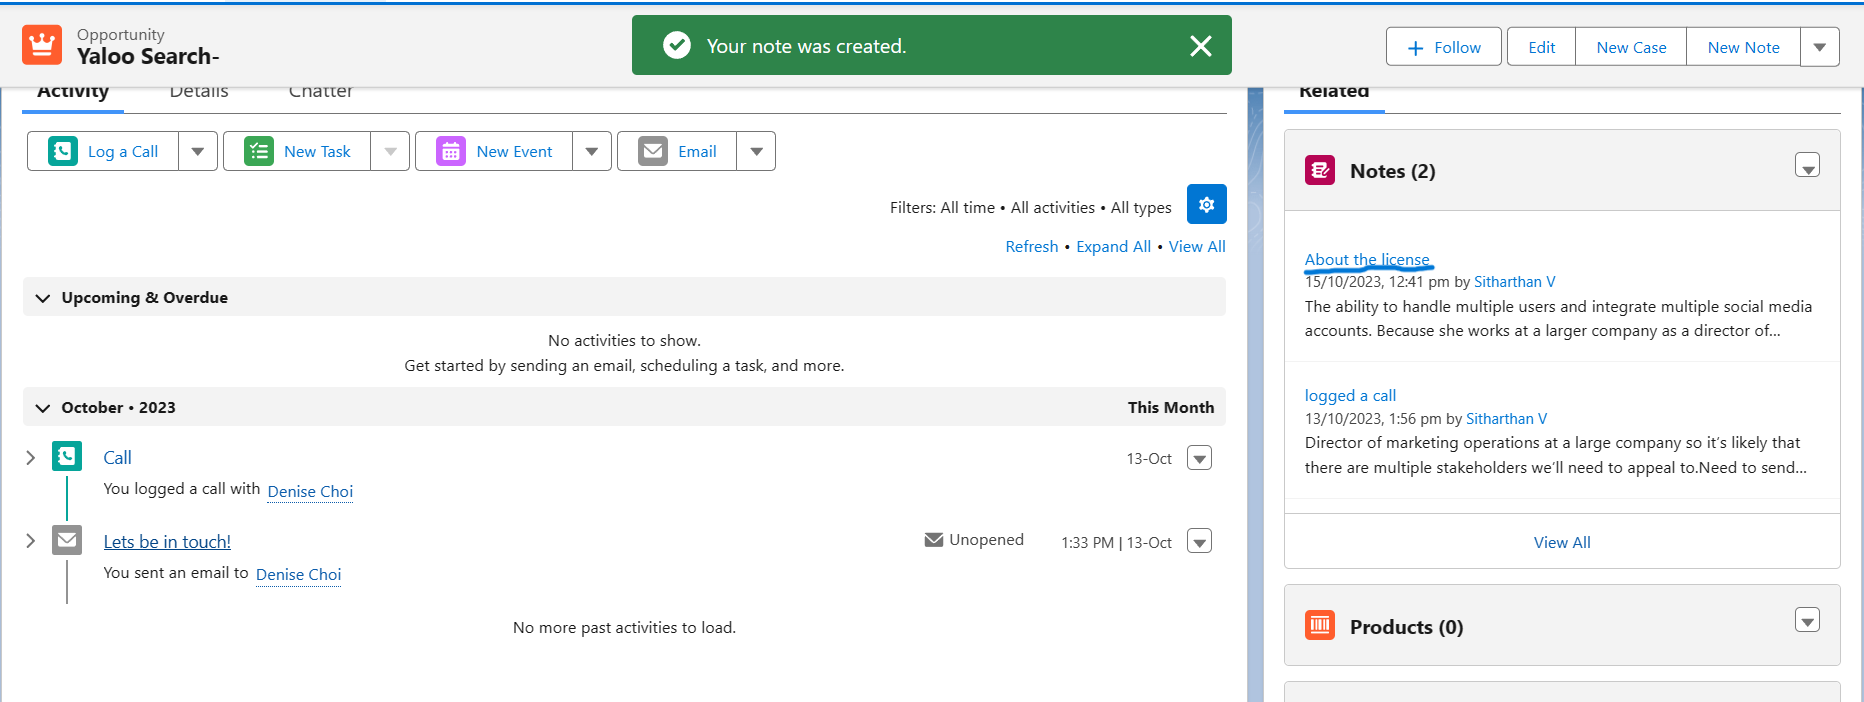 Opportunity
Yaloo Search-
Your note was created.
Follow
Edit
New Case
New Note
Activity
Details
Chatter
Related
Log a Call
New Task
New Event
Email
Filters: All time • All activities • All types
Refresh • Expand All • View All
Upcoming & Overdue
No activities to show.
Get started by sending an email, scheduling a task, and more.
October • 2023
This Month
Call
13-Oct
You logged a call with Denise Choi
Lets be in touch!
Unopened
1:33 PM | 13-Oct
You sent an email to Denise Choi
No more past activities to load.
Notes (2)
About the license
15/10/2023, 12:41 pm by Sitharthan V
The ability to handle multiple users and integrate multiple social media
accounts. Because she works at a larger company as a director of...
logged a call
13/10/2023, 1:56 pm by Sitharthan V
Director of marketing operations at a large company so it's likely that
there are multiple stakeholders we'll need to appeal to.Need to send...
View All
Products (0)